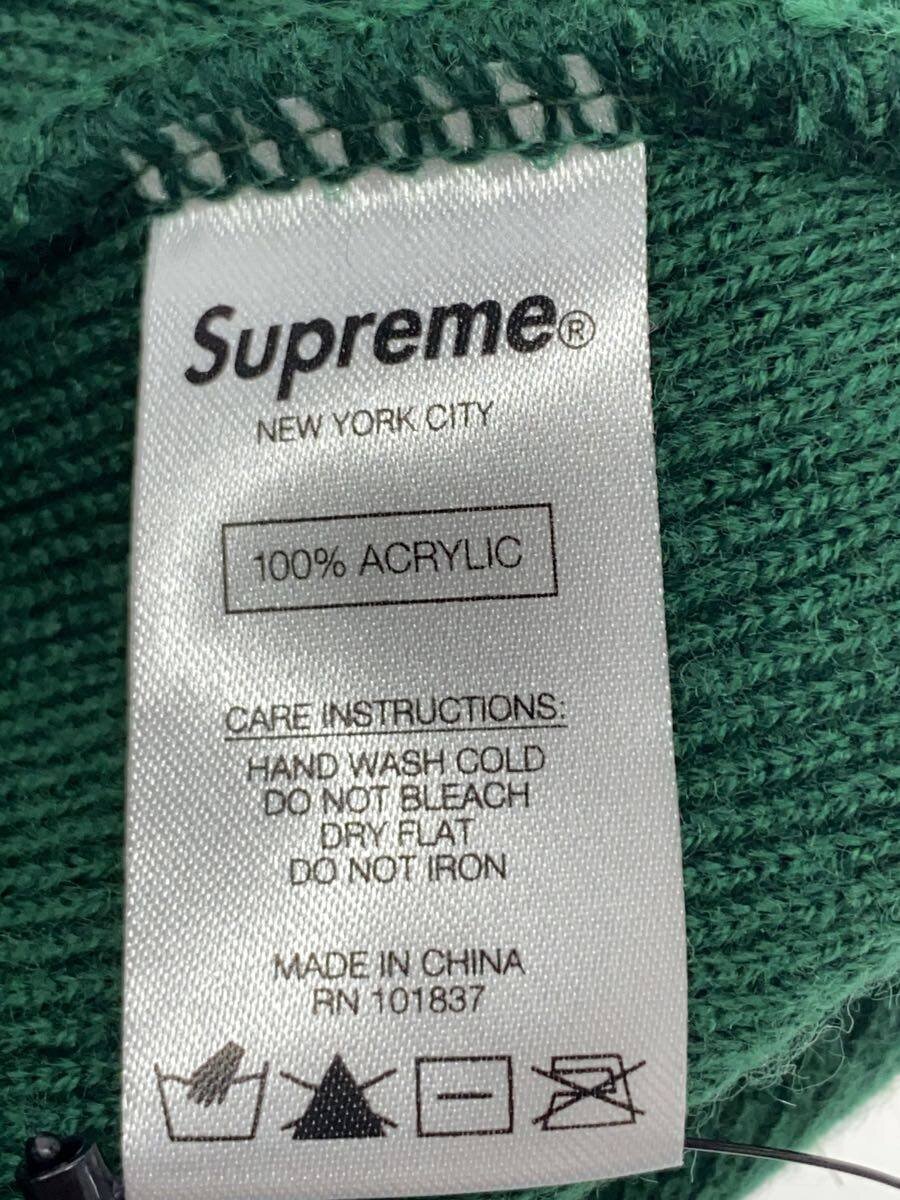 Supreme®
NEW YORK CITY
100% ACRYLIC
CARE INSTRUCTIONS:
HAND WASH COLD
DO NOT BLEACH
DRY FLAT
DO NOT IRON
MADE IN CHINA
RN 101837